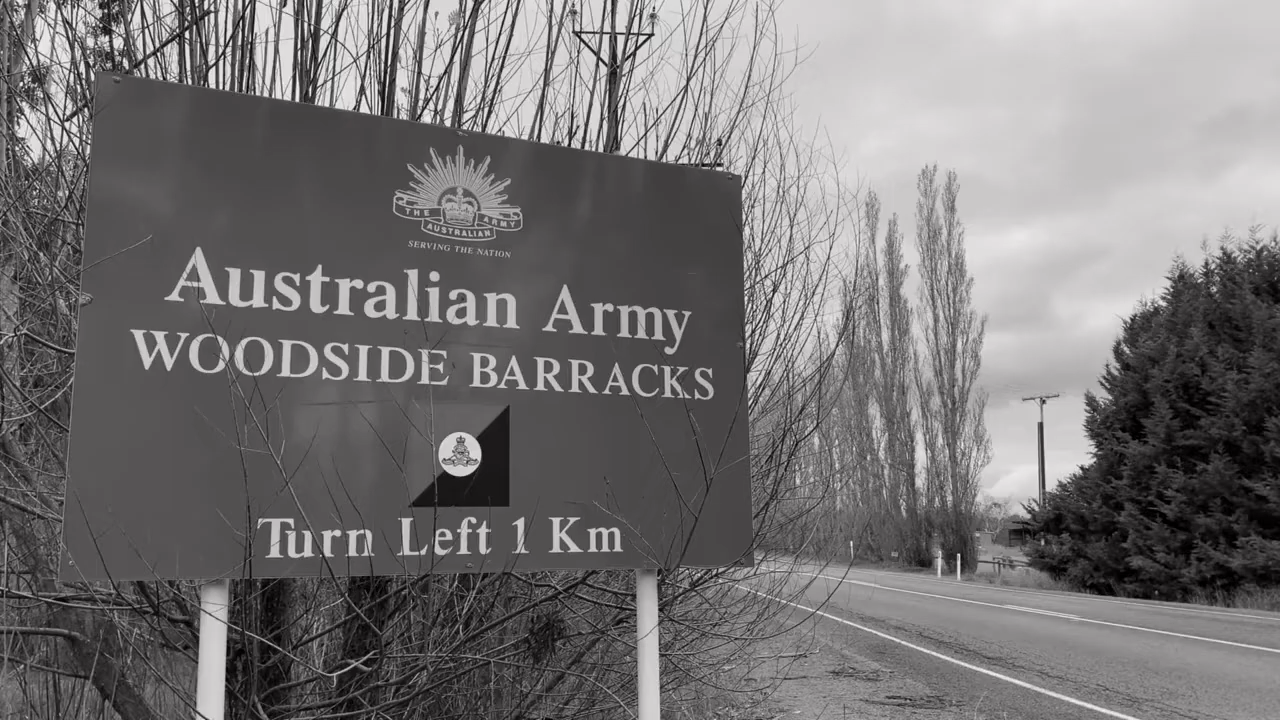 THE ARMY
AUSTRALIAN
SERVING THE NATION
Australian Army
WOODSIDE BARRACKS
Turn Left 1 Km